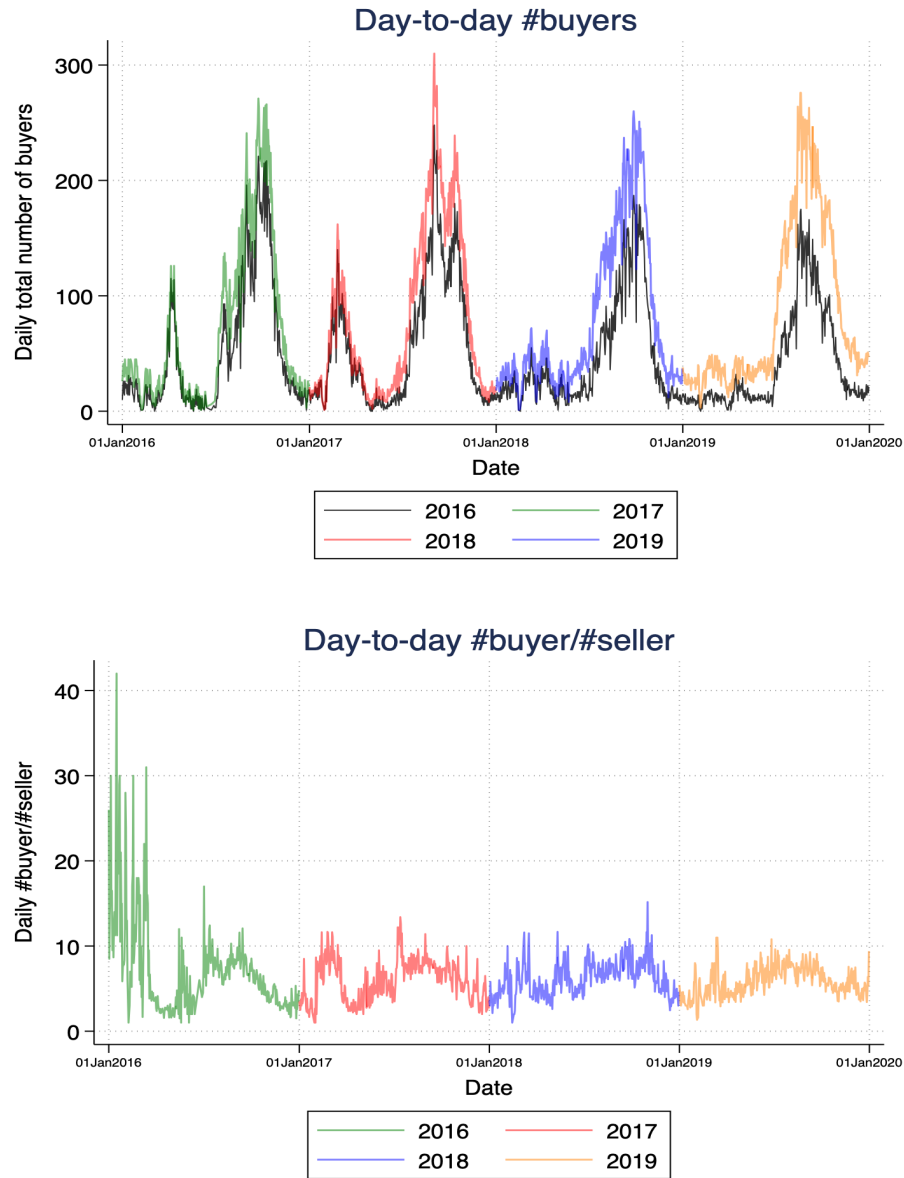 Day-to-day #buyers
Daily total number of buyers
300
200
100
0
01Jan2016 01Jan2017 01Jan2018 01Jan2019 01Jan2020
Date
2016 2017
2018 2019
Day-to-day #buyer/#seller
Daily #buyer/#seller
40
30
20
10
0
01Jan2016 01Jan2017 01Jan2018 01Jan2019 01Jan2020
Date
2016 2017
2018 2019